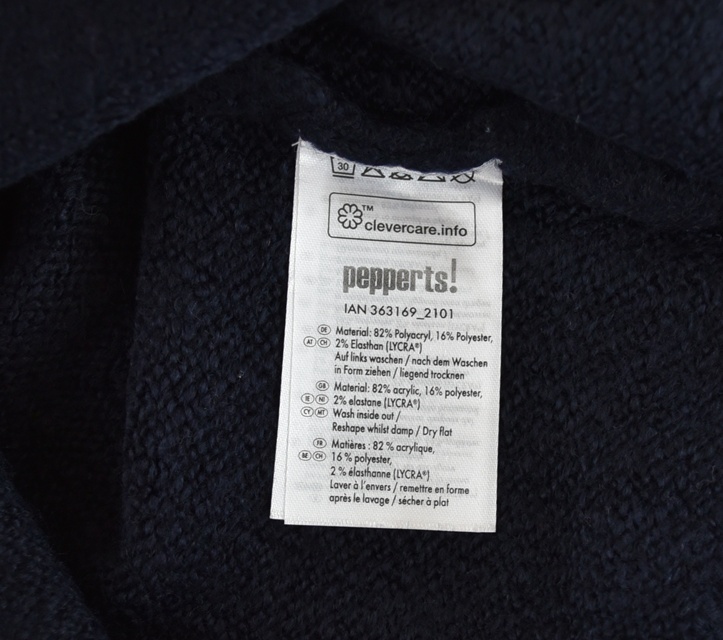 30
™
clevercare.info
pepperts!
IAN 363169_2101
DE Material: 82% Polyacryl, 16% Polyester,
AT CH 2% Elasthan (LYCRA®)
Auf links waschen / nach dem Waschen
in Form ziehen / liegend trocknen
GB Material: 82% acrylic, 16% polyester,
IE NI 2% elastane (LYCRA®)
CY MT Wash inside out /
Reshape whilst damp / Dry flat
FR Matières : 82 % acrylique,
BE CH 16 % polyester,
2 % élasthanne (LYCRA®)
Laver à l'envers / remettre en forme
après le lavage / sécher à plat